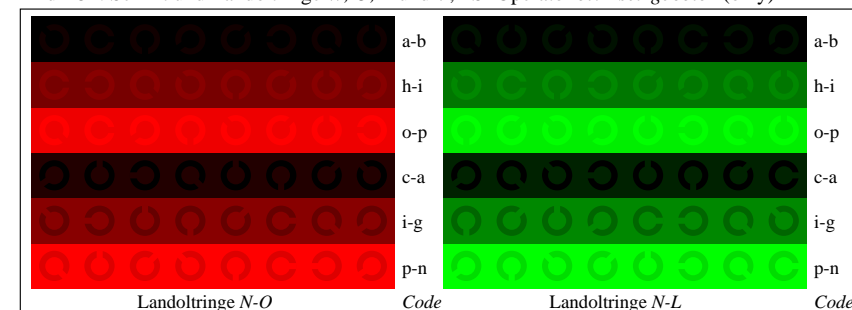 a-b a-b
h-i h-i
o-p o-p
c-a c-a
i-g i-g
p-n p-n
Landoltringe N-O Code Landoltringe N-L Code